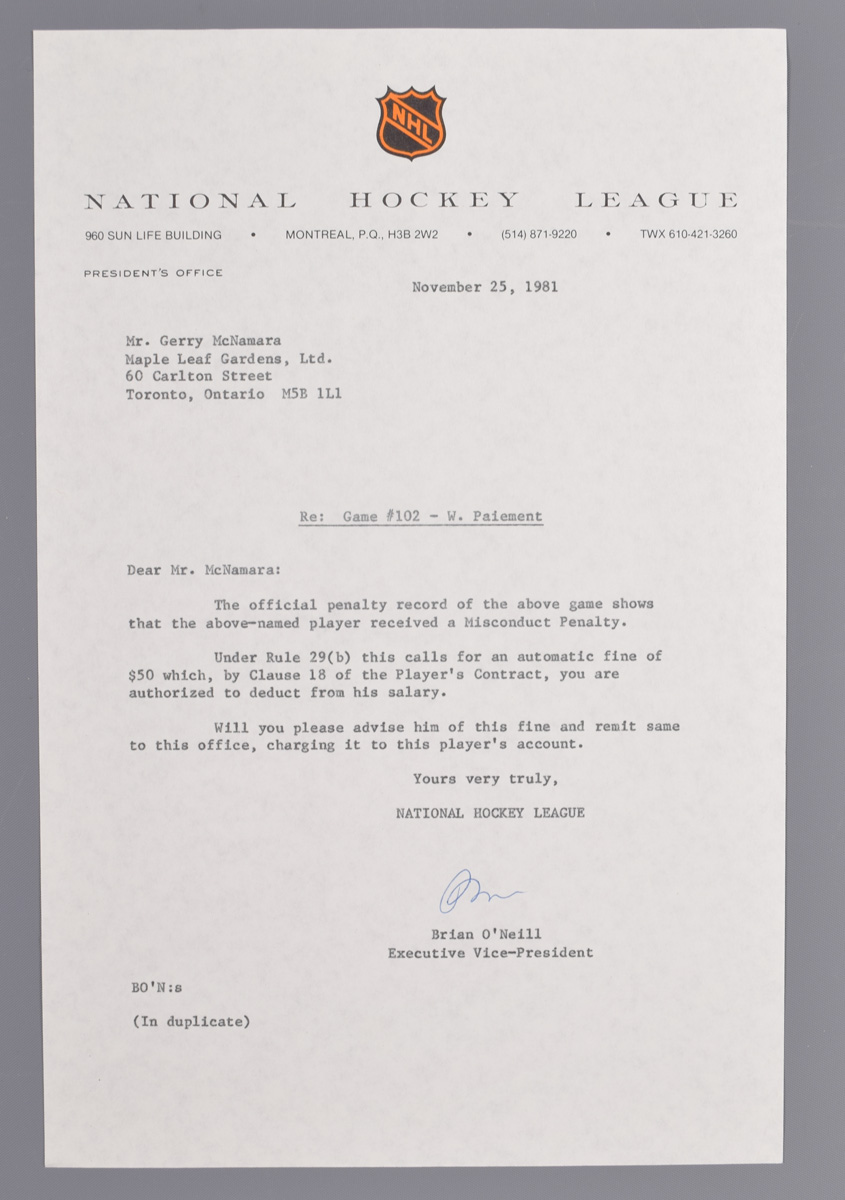 NHL
NATIONAL HOCKEY LEAGUE
960 SUN LIFE BUILDING • MONTREAL, P.Q., H3B 2W2 • (514) 871-9220 • TWX 610-421-3260
PRESIDENT'S OFFICE
November 25, 1981
Mr. Gerry McNamara
Maple Leaf Gardens, Ltd.
60 Carlton Street
Toronto, Ontario M5B 1L1
Re: Game #102 - W. Paiement
Dear Mr. McNamara:
The official penalty record of the above game shows
that the above-named player received a Misconduct Penalty.
Under Rule 29(b) this calls for an automatic fine of
$50 which, by Clause 18 of the Player's Contract, you are
authorized to deduct from his salary.
Will you please advise him of this fine and remit same
to this office, charging it to this player's account.
Yours very truly,
NATIONAL HOCKEY LEAGUE
Brian O'Neill
Executive Vice-President
BO'N:s
(In duplicate)